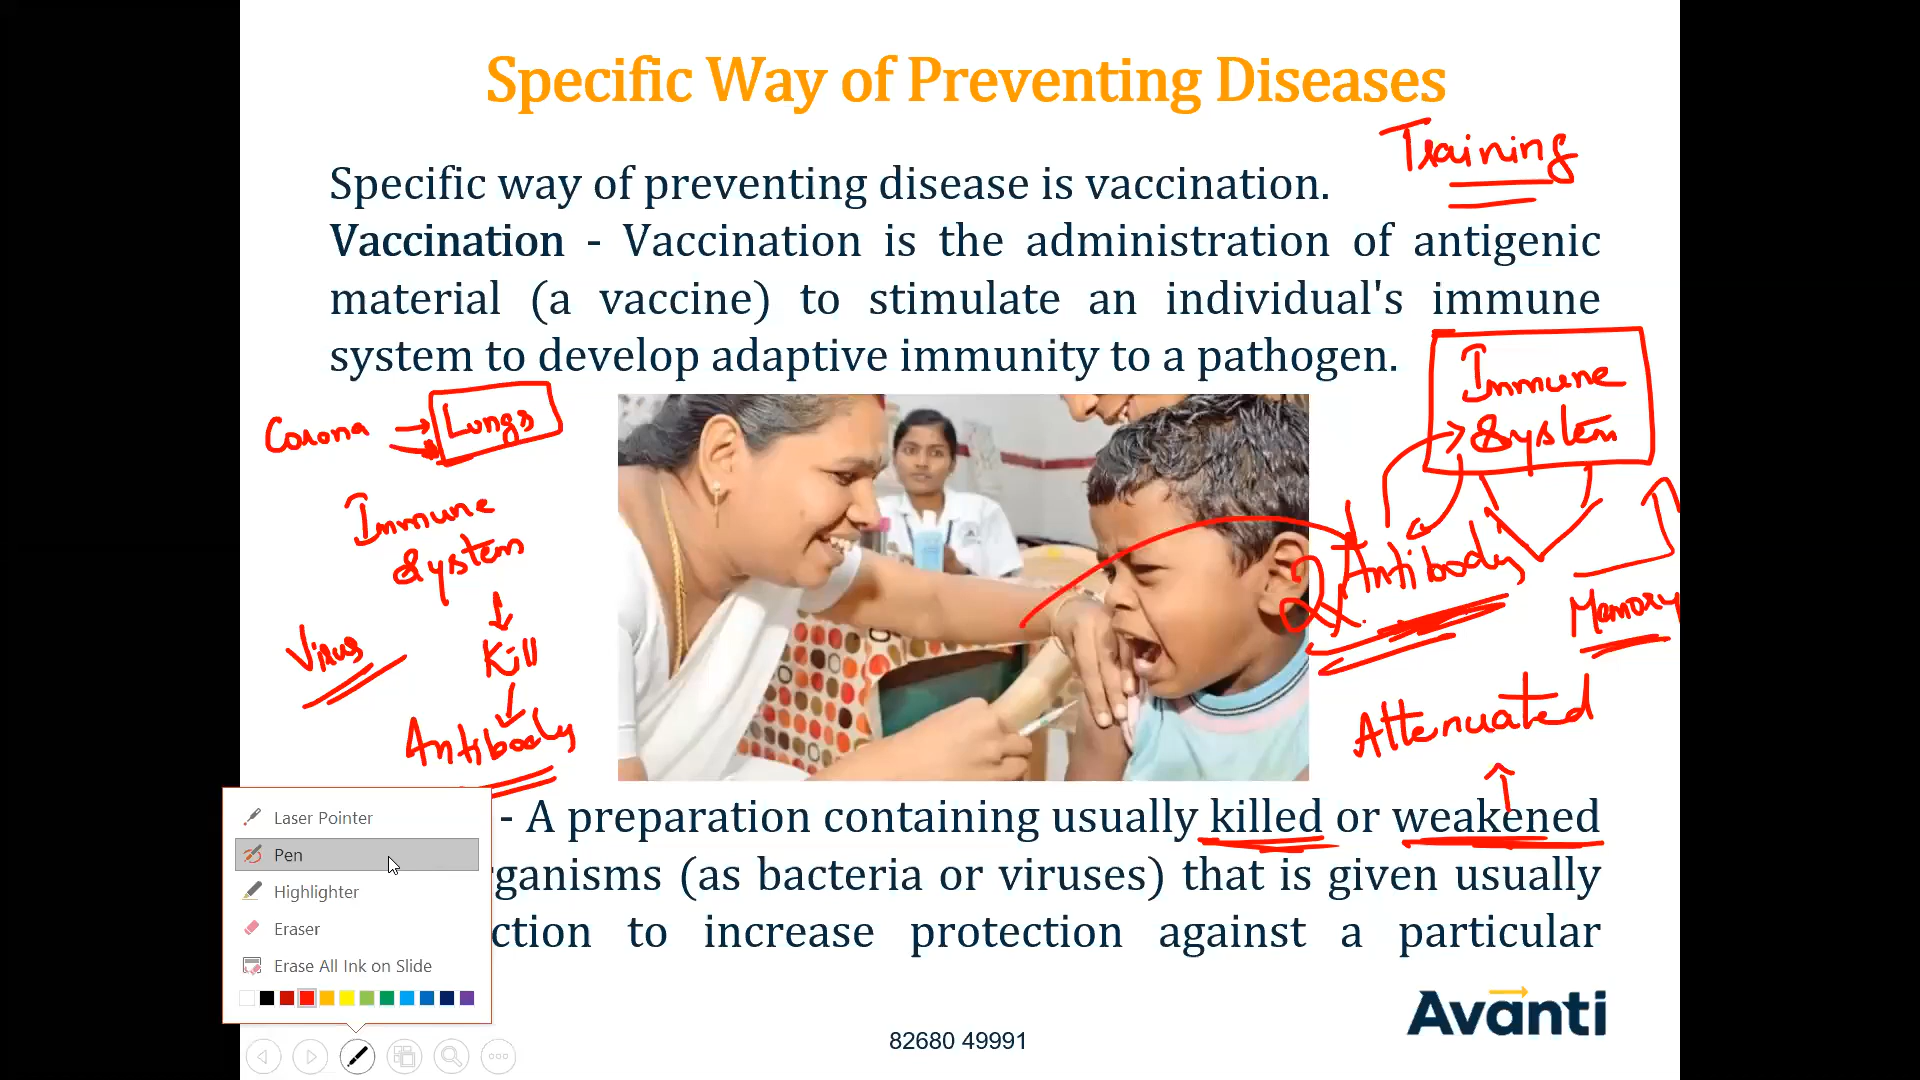 Specific Way of Preventing Diseases
Training
Specific way of preventing disease is vaccination.
Vaccination - Vaccination is the administration of antigenic
material (a vaccine) to stimulate an individual's immune
system to develop adaptive immunity to a pathogen.
Immune
System
Corona
Lungs
Immune
System
Antibody
Memory
Virus
Kill
Antibody
Attenuated
- A preparation containing usually killed or weakened
rganisms (as bacteria or viruses) that is given usually
ction to increase protection against a particular
Laser Pointer
Pen
Highlighter
Eraser
Erase All Ink on Slide
Avanti
82680 49991